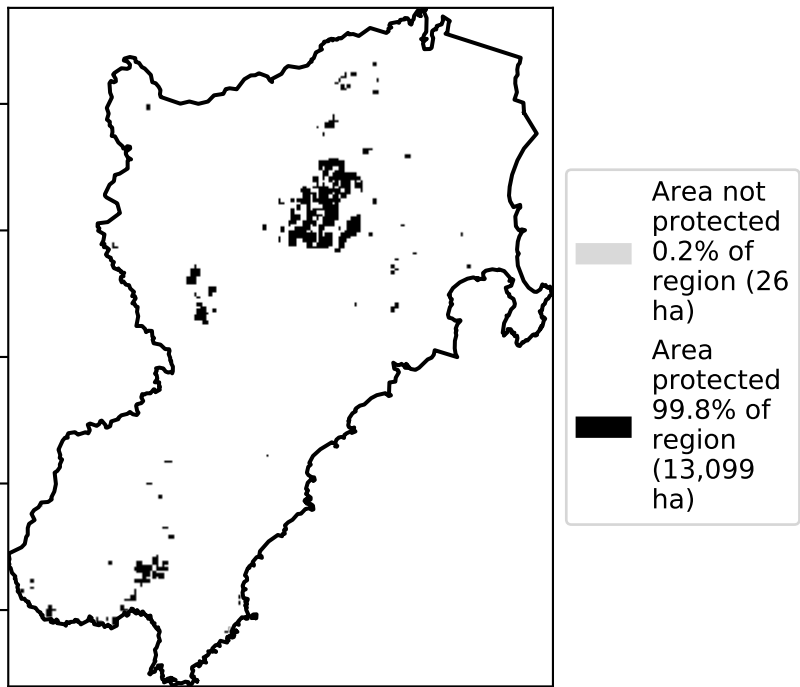 Area not
protected
0.2% of
region (26
ha)
Area
protected
99.8% of
region
(13,099
ha)